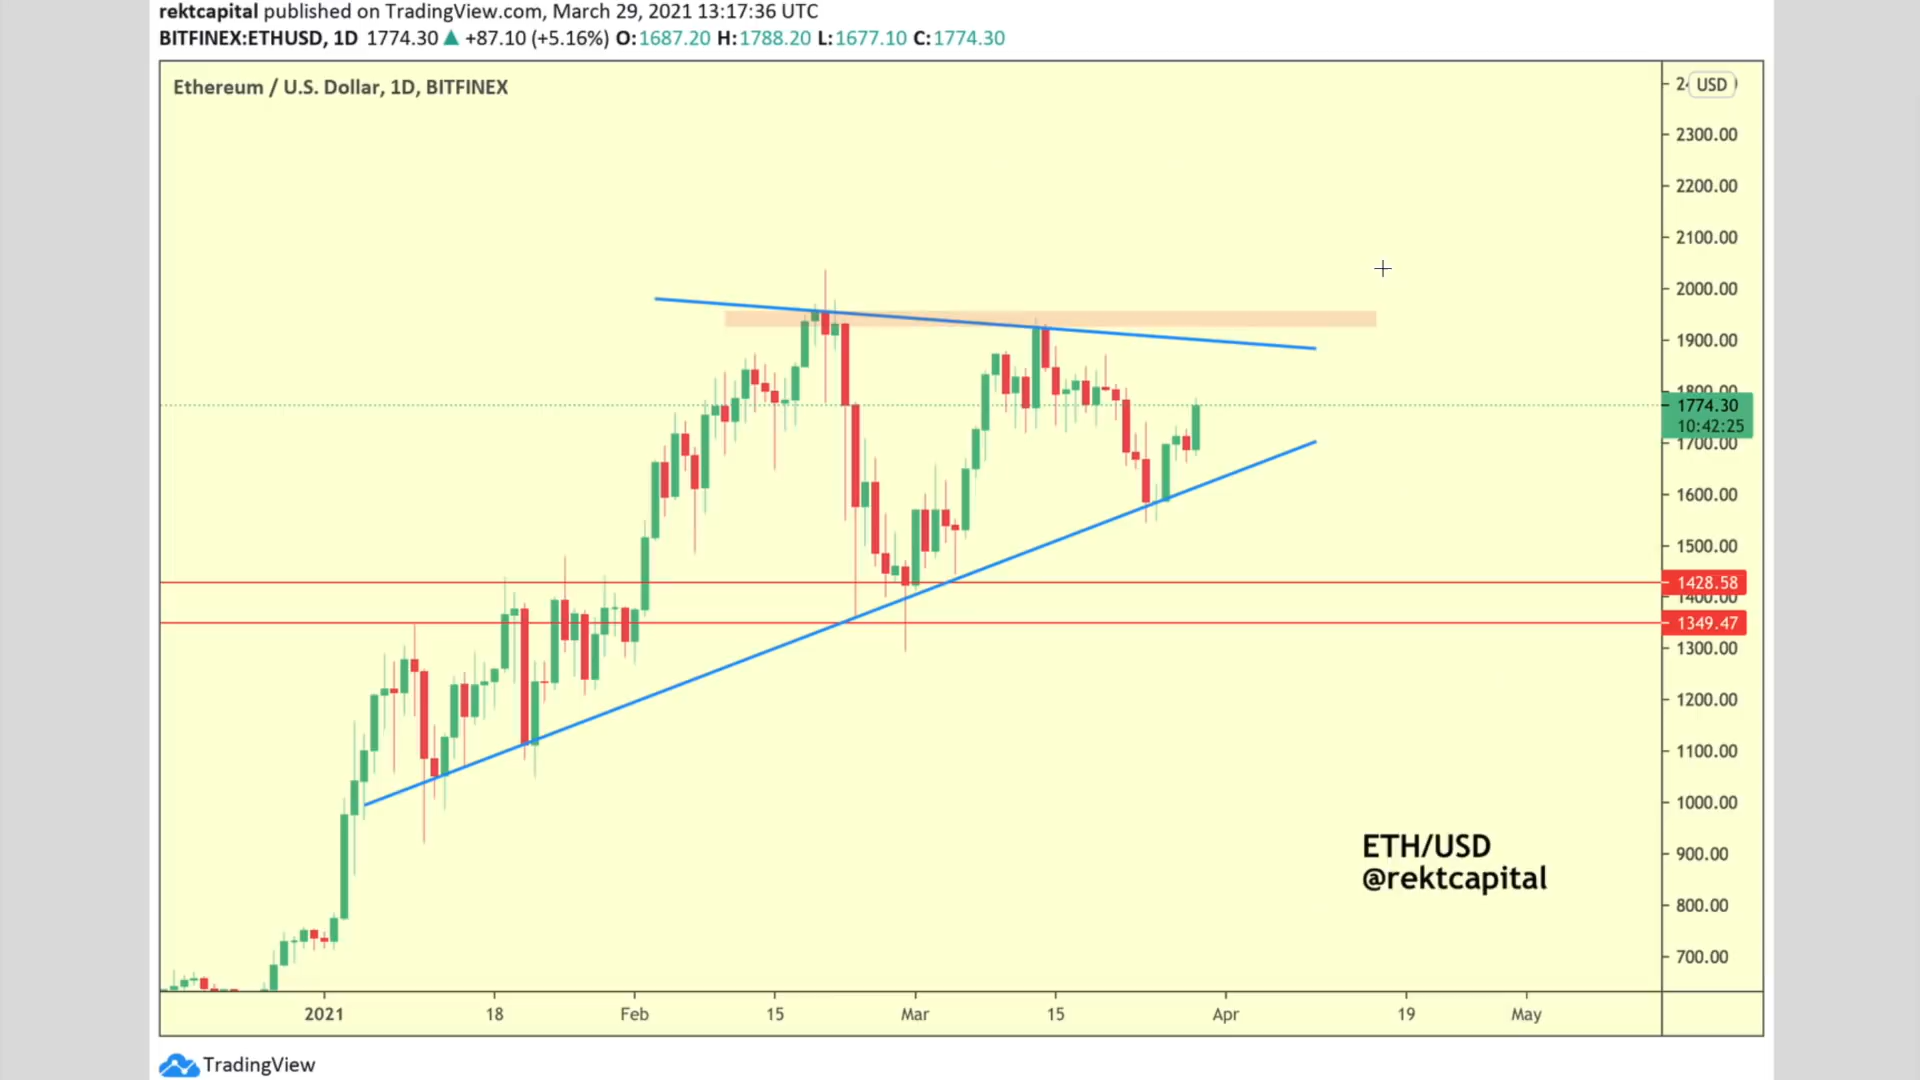 rektcapital published on TradingView.com, March 29, 2021 13:17:36 UTC
BITFINEX:ETHUSD, 1D 1774.30 ▲ +87.10 (+5.16%) O:1687.20 H:1788.20 L:1677.10 C:1774.30
Ethereum / U.S. Dollar, 1D, BITFINEX
USD
2300.00
2200.00
2100.00
2000.00
1900.00
1800.00
1774.30
10:42:25
1700.00
1600.00
1500.00
1428.58
1400.00
1349.47
1300.00
1200.00
1100.00
1000.00
900.00
800.00
700.00
ETH/USD
@rektcapital
2021 18 Feb 15 Mar 15 Apr 19 May
TradingView